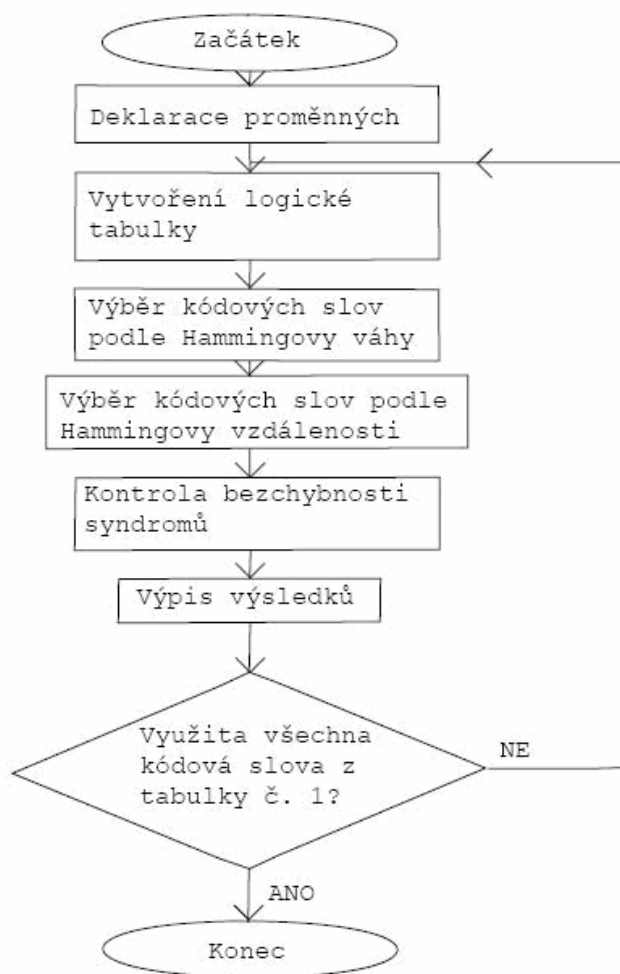 Začátek
Deklarace proměnných
Vytvoření logické
tabulky
Výběr kódových slov
podle Hammingovy váhy
Výběr kódových slov podle
Hammingovy vzdálenosti
Kontrola bezchybnosti
syndromů
Výpis výsledků
Využita všechna
kódová slova z
tabulky č. 1?
NE
ANO
Konec